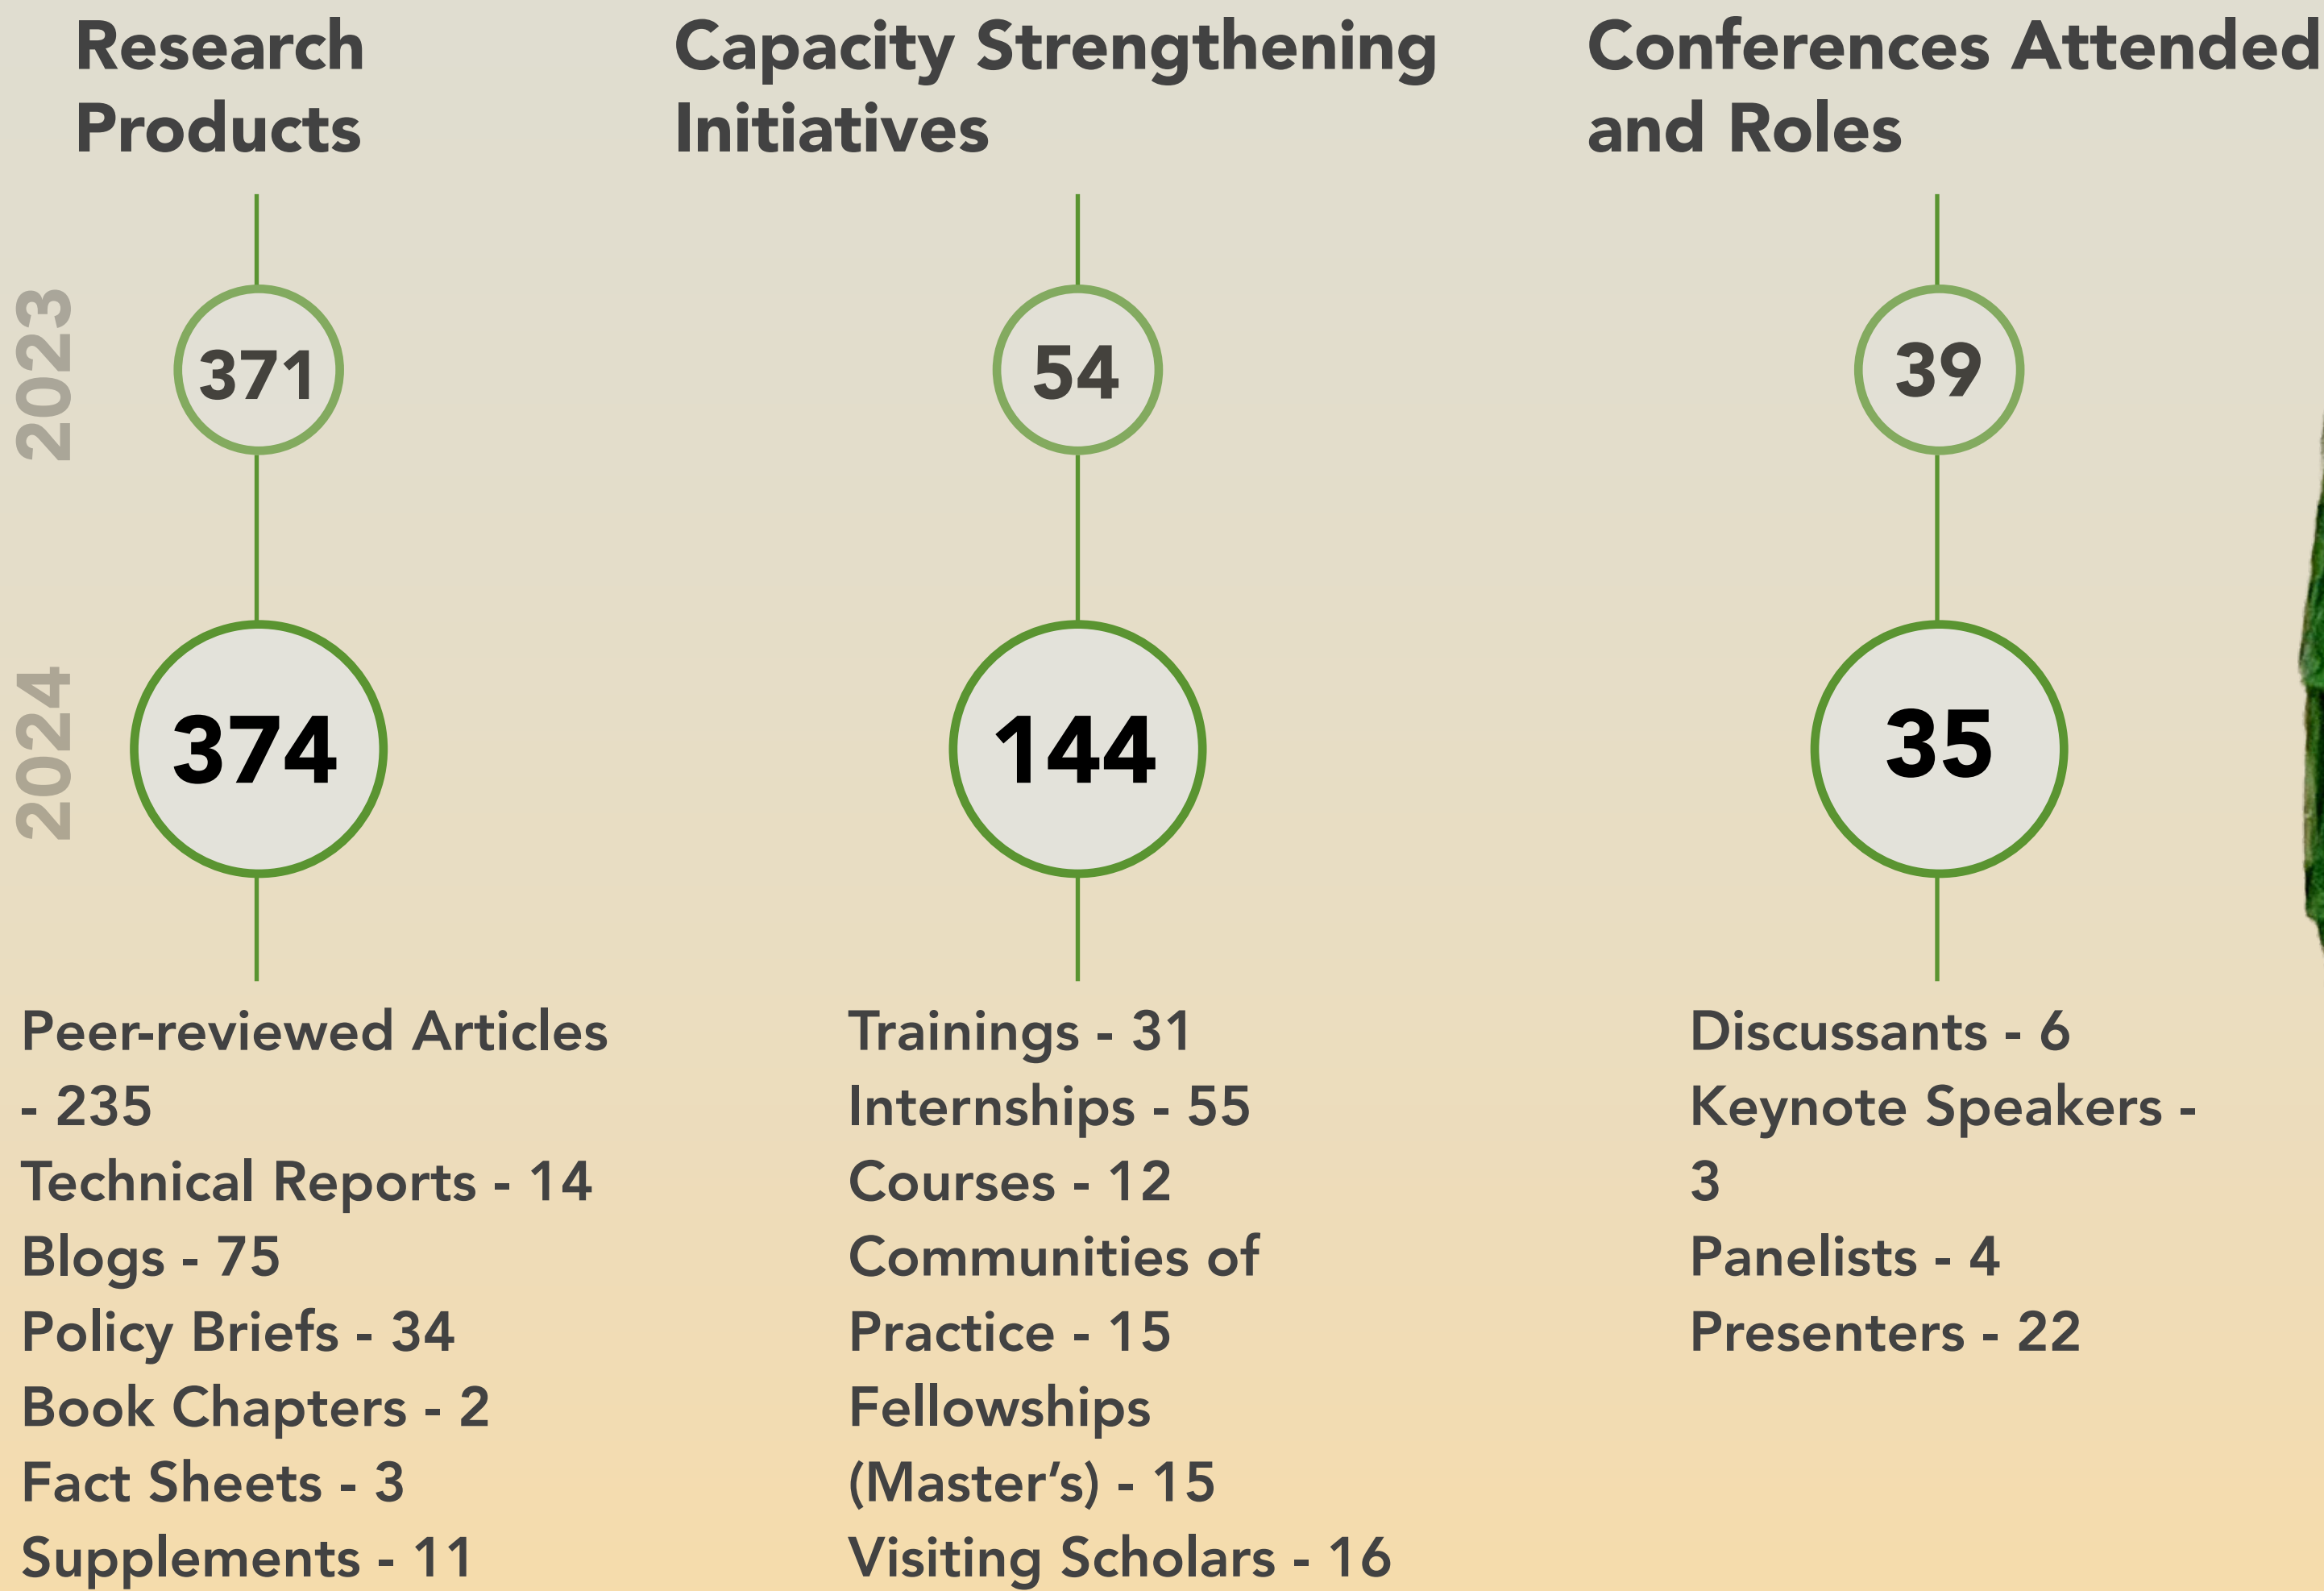 Research
Products
Capacity Strengthening
Initiatives
Conferences Attended
and Roles
2023
371
54
39
2024
374
144
35
Peer-reviewed Articles
- 235
Technical Reports - 14
Blogs - 75
Policy Briefs - 34
Book Chapters - 2
Fact Sheets - 3
Supplements - 11
Trainings - 31
Internships - 55
Courses - 12
Communities of
Practice - 15
Fellowships
(Master’s) - 15
Visiting Scholars - 16
Discussants - 6
Keynote Speakers -
3
Panelists - 4
Presenters - 22